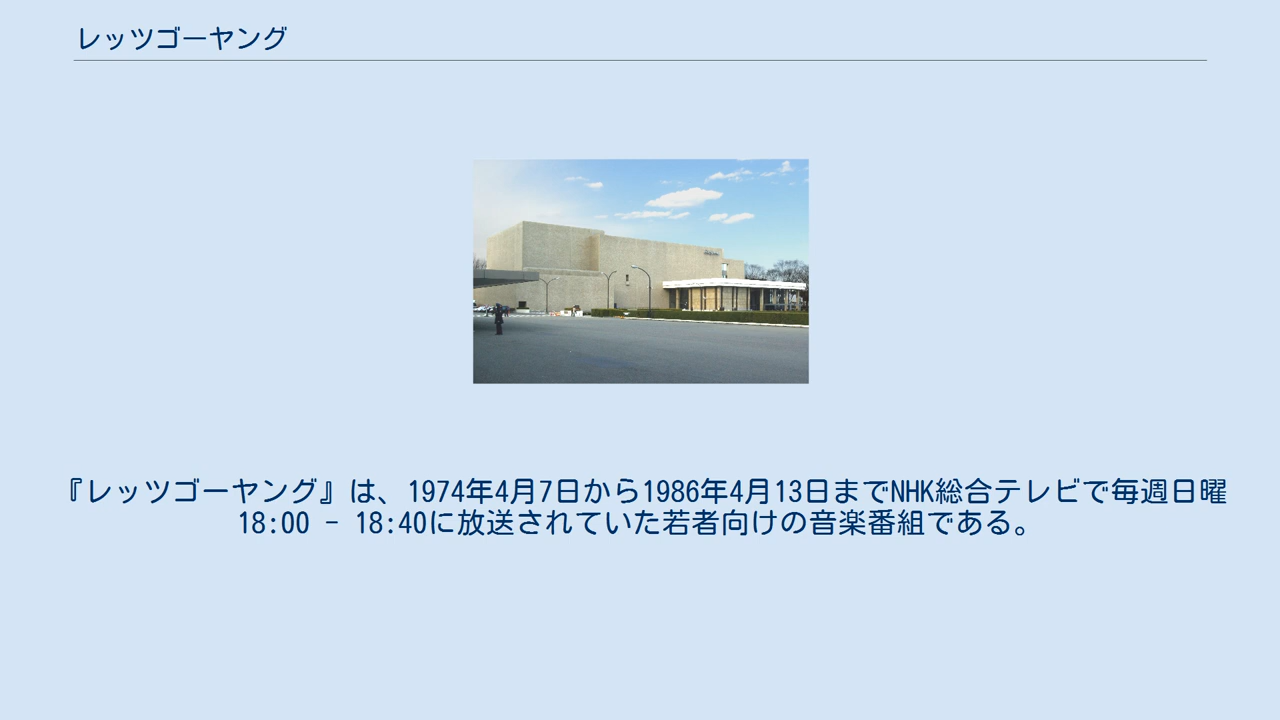 レッツゴーヤング
『レッツゴーヤング』は、1974年4月7日から1986年4月13日までNHK総合テレビで毎週日曜
18:00 - 18:40に放送されていた若者向けの音楽番組である。